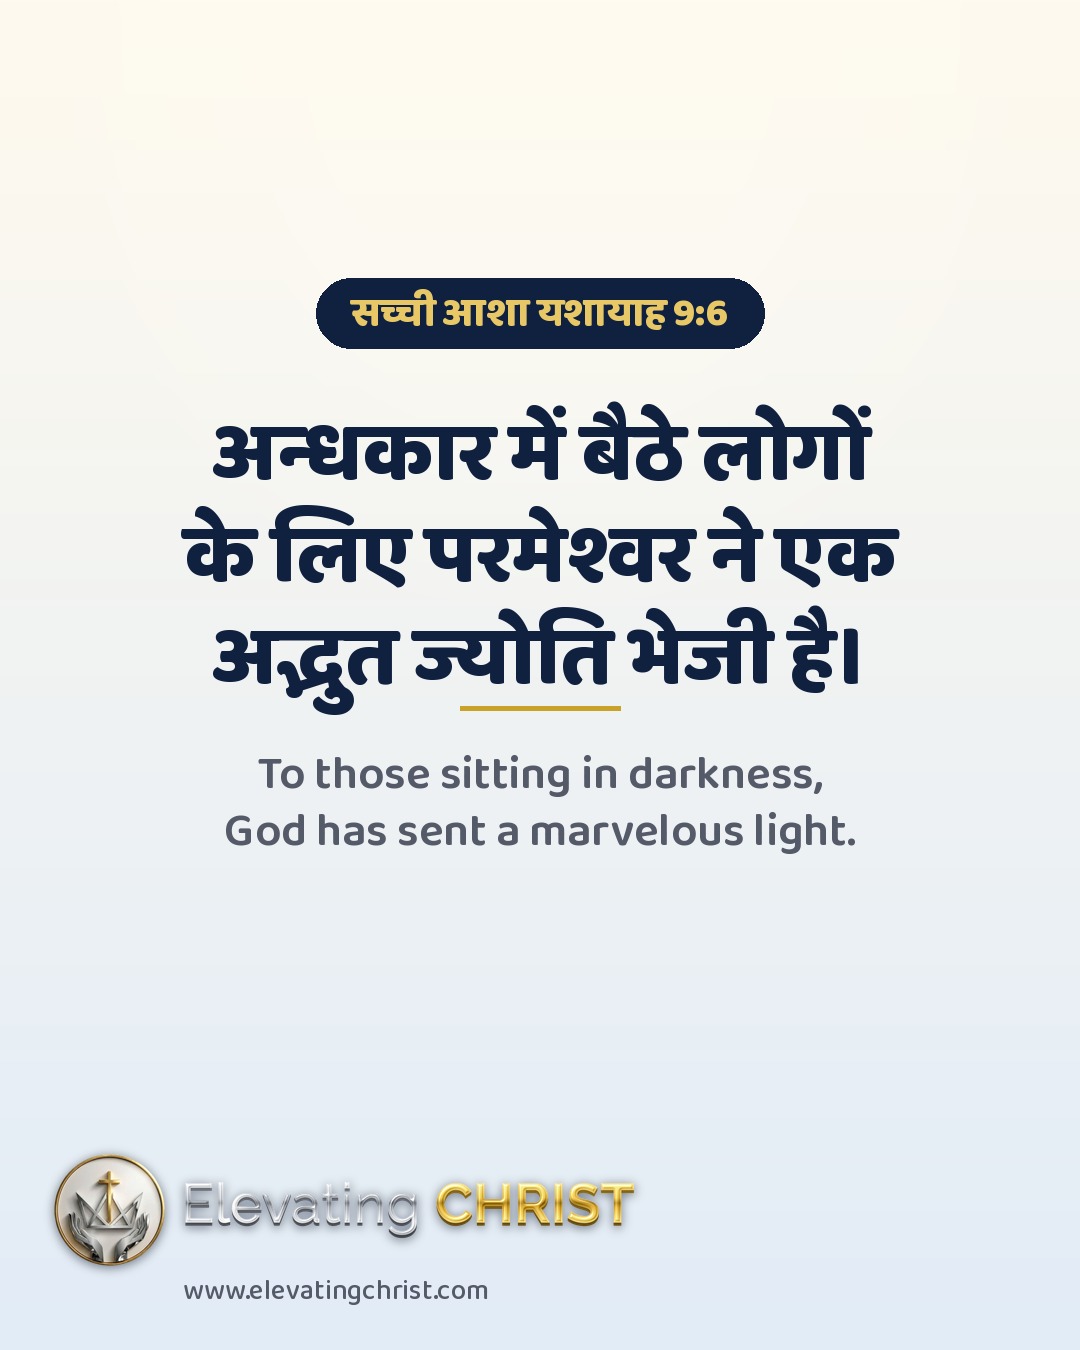 सच्ची आशा यशायाह 9:6
अन्धकार में बैठे लोगों
के लिए परमेश्वर ने एक
अद्भुत ज्योति भेजी है।
To those sitting in darkness,
God has sent a marvelous light.
Elevating CHRIST
www.elevatingchrist.com